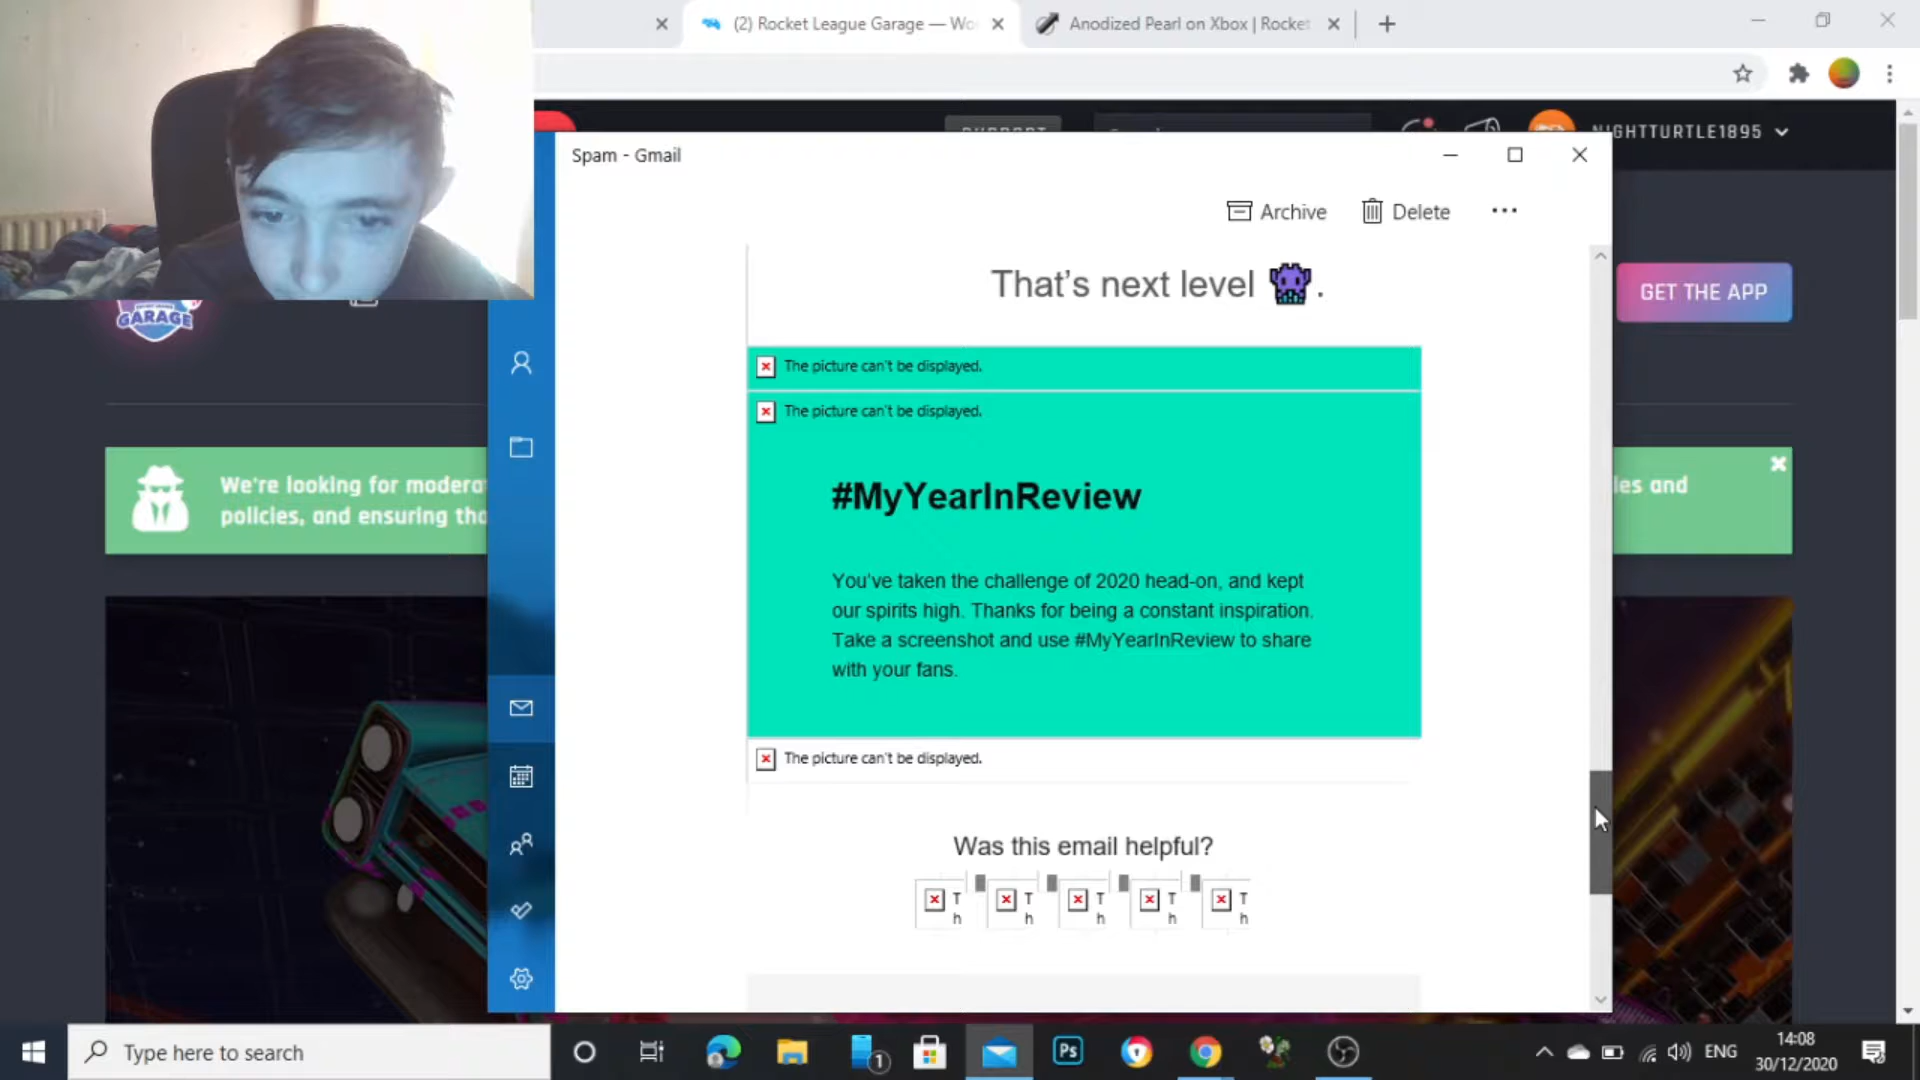 (2) Rocket League Garage — Wo
Anodized Pearl on Xbox | Rocket
NIGHTTURTLE1895
Spam - Gmail
Archive
Delete
GARAGE
That's next level
GET THE APP
The picture can't be displayed.
The picture can't be displayed.
We're looking for modera
policies, and ensuring tha
les and
#MyYearInReview
You've taken the challenge of 2020 head-on, and kept
our spirits high. Thanks for being a constant inspiration.
Take a screenshot and use #MyYearInReview to share
with your fans.
The picture can't be displayed.
Was this email helpful?
T T T T T
h h h h h
Type here to search
1
Ps
ENG
14:08
30/12/2020